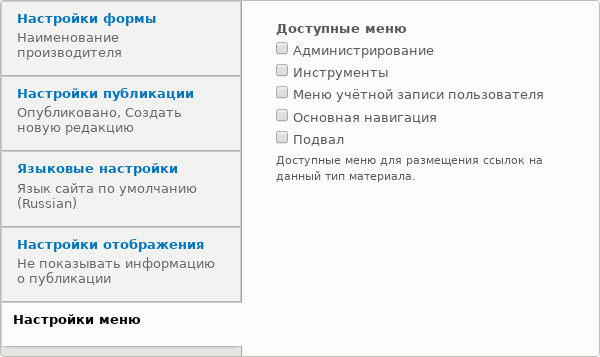 Настройки формы
Наименование
производителя
Настройки публикации
Опубликовано, Создать
новую редакцию
Языковые настройки
Язык сайта по умолчанию
(Russian)
Настройки отображения
Не показывать информацию
о публикации
Настройки меню
Доступные меню
Администрирование
Инструменты
Меню учётной записи пользователя
Основная навигация
Подвал
Доступные меню для размещения ссылок на
данный тип материала.